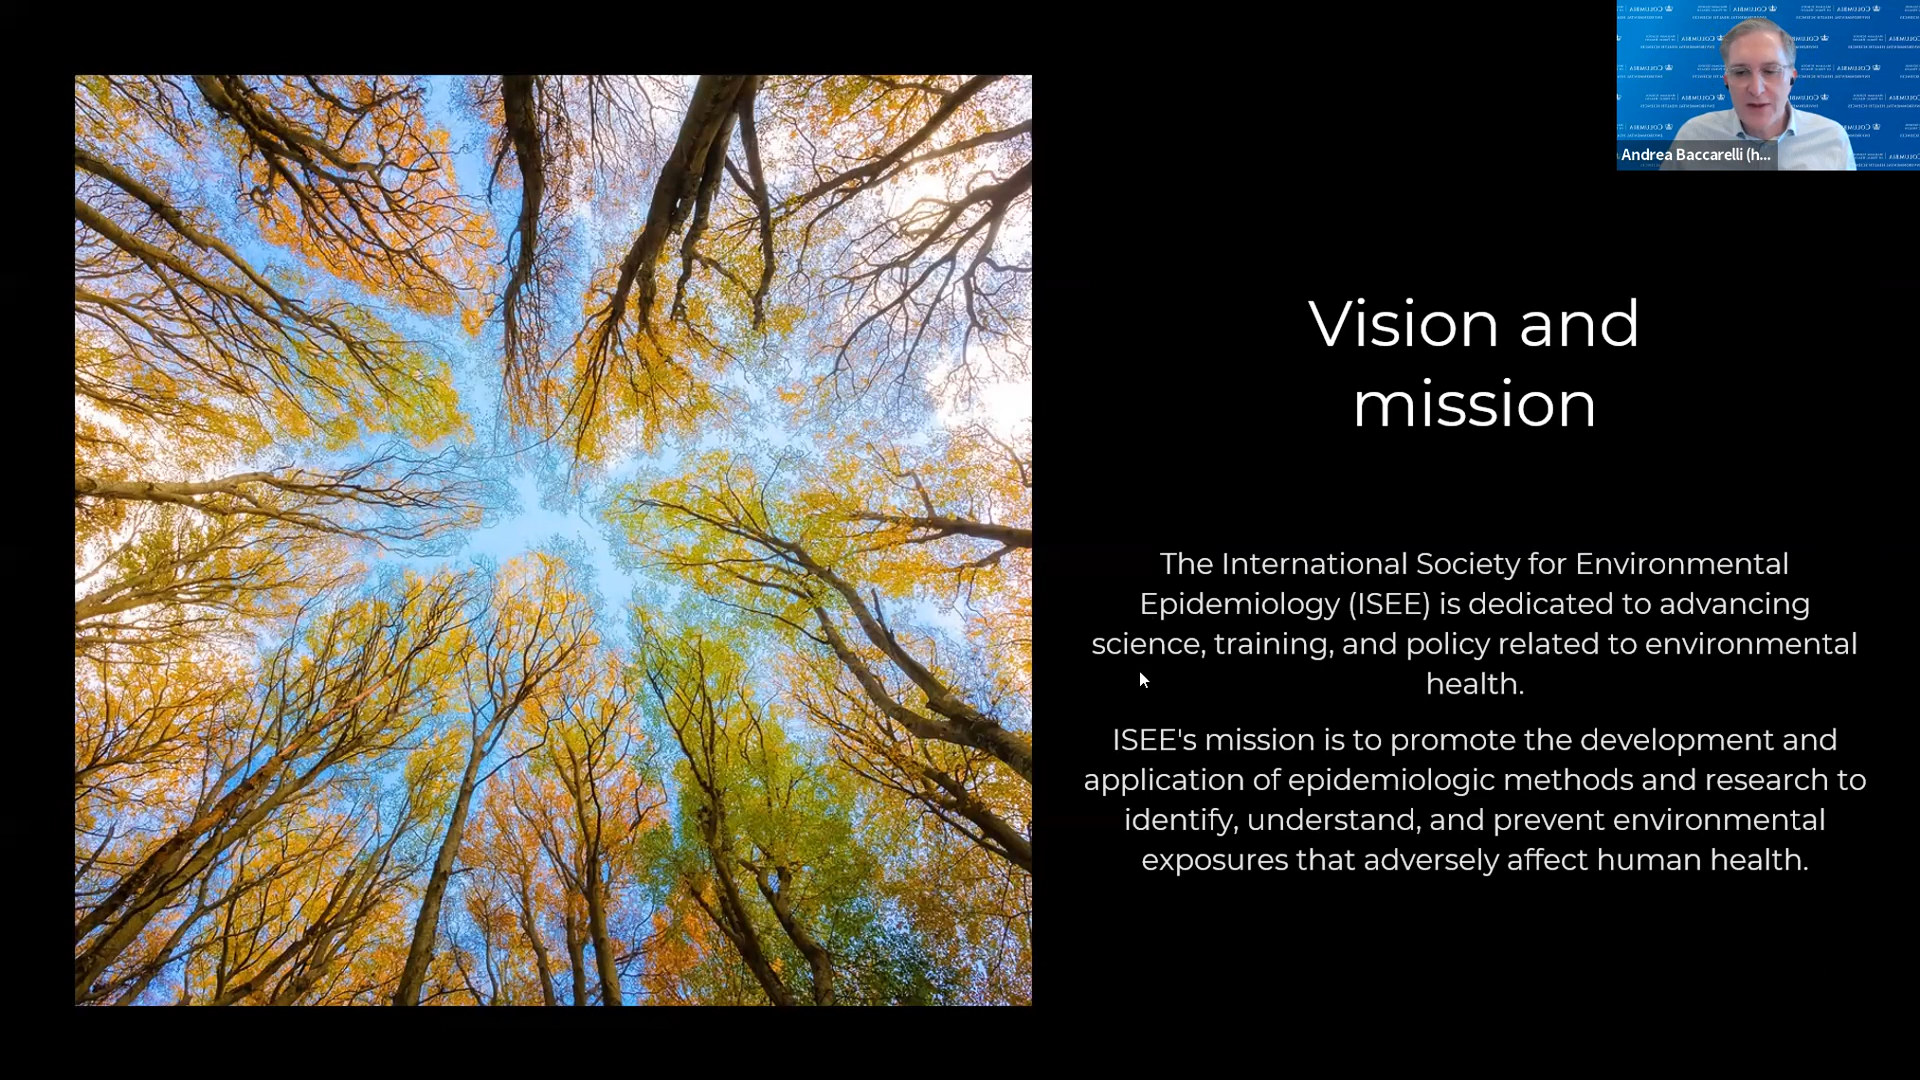 Andrea Baccarelli (h...
Vision and
mission
The International Society for Environmental
Epidemiology (ISEE) is dedicated to advancing
science, training, and policy related to environmental
health.
ISEE's mission is to promote the development and
application of epidemiologic methods and research to
identify, understand, and prevent environmental
exposures that adversely affect human health.